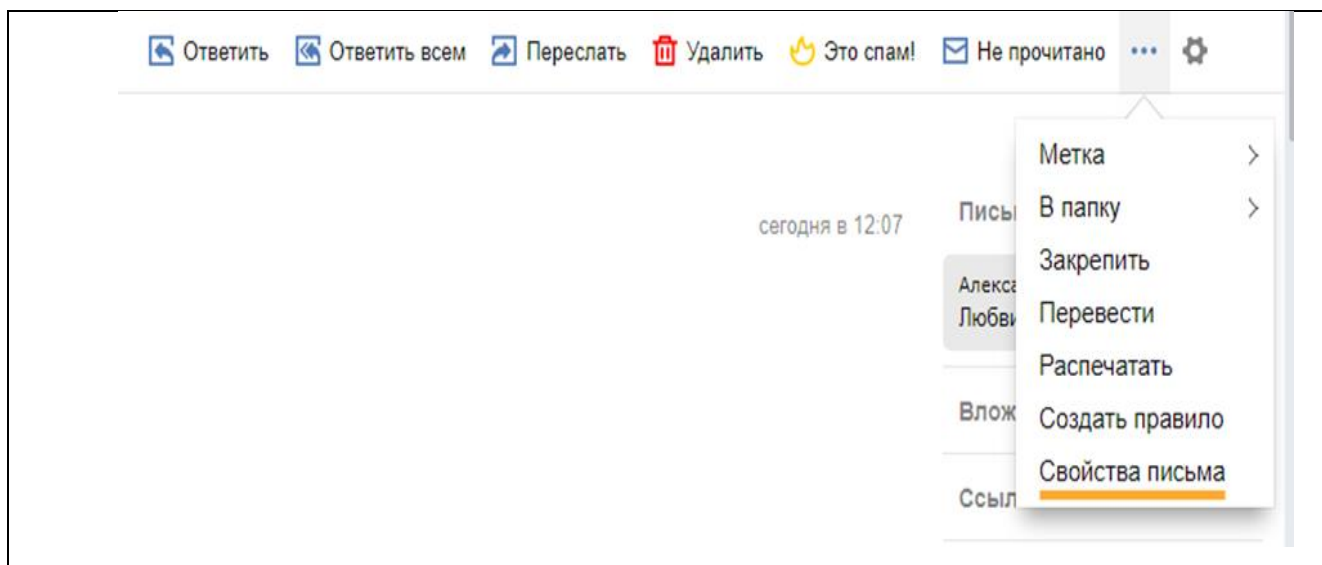 Ответить Ответить всем Переслать Удалить Это спам! Не прочитано
сегодня в 12:07
Метка
В папку
Закрепить
Перевести
Распечатать
Создать правило
Свойства письма